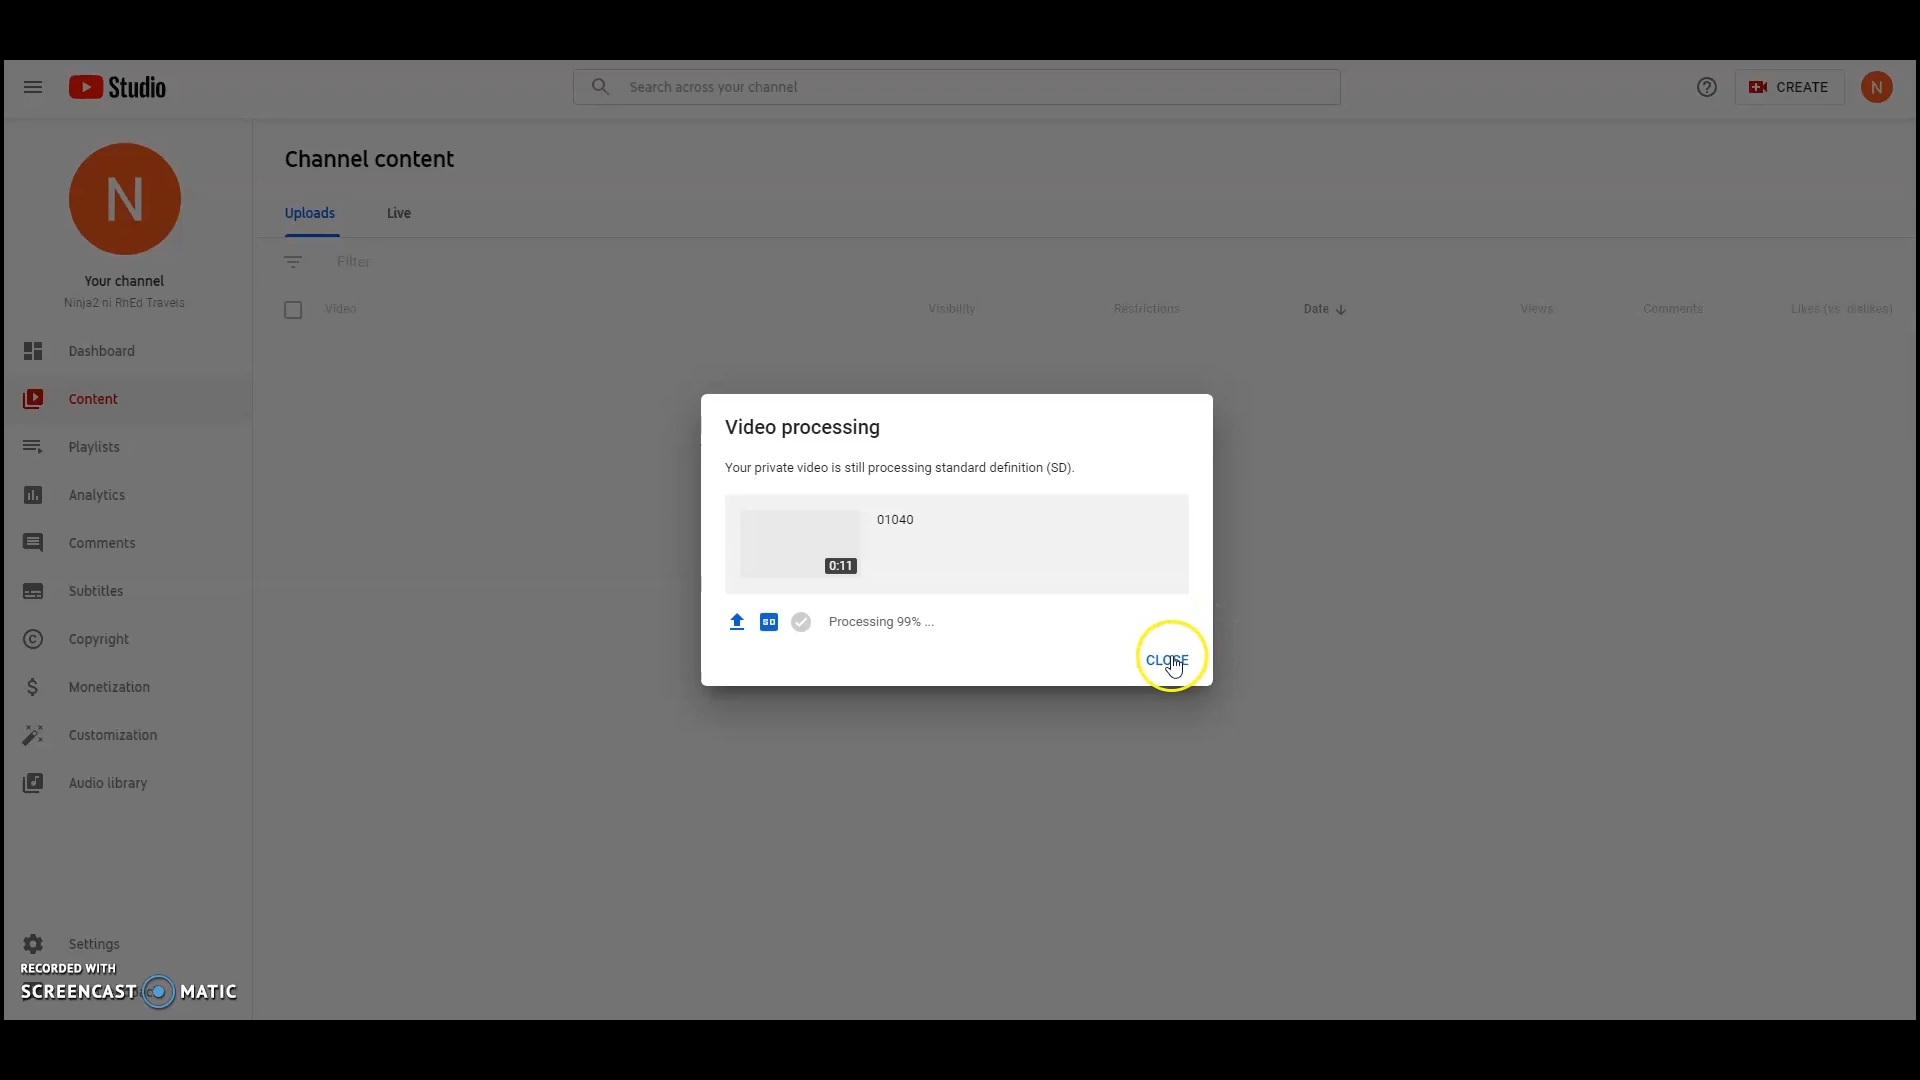 Studio
Search across your channel
CREATE
N
N
Your channel
Ninja2 ni RnEd Travels
Dashboard
Content
Playlists
Analytics
Comments
Subtitles
Copyright
Monetization
Customization
Audio library
Settings
Channel content
Uploads
Live
Filter
Video
Visibility
Restrictions
Date
Views
Comments
Likes (vs. dislikes)
Video processing
Your private video is still processing standard definition (SD).
01040
0:11
SD
Processing 99% ...
CLOSE
RECORDED WITH
SCREENCAST MATIC